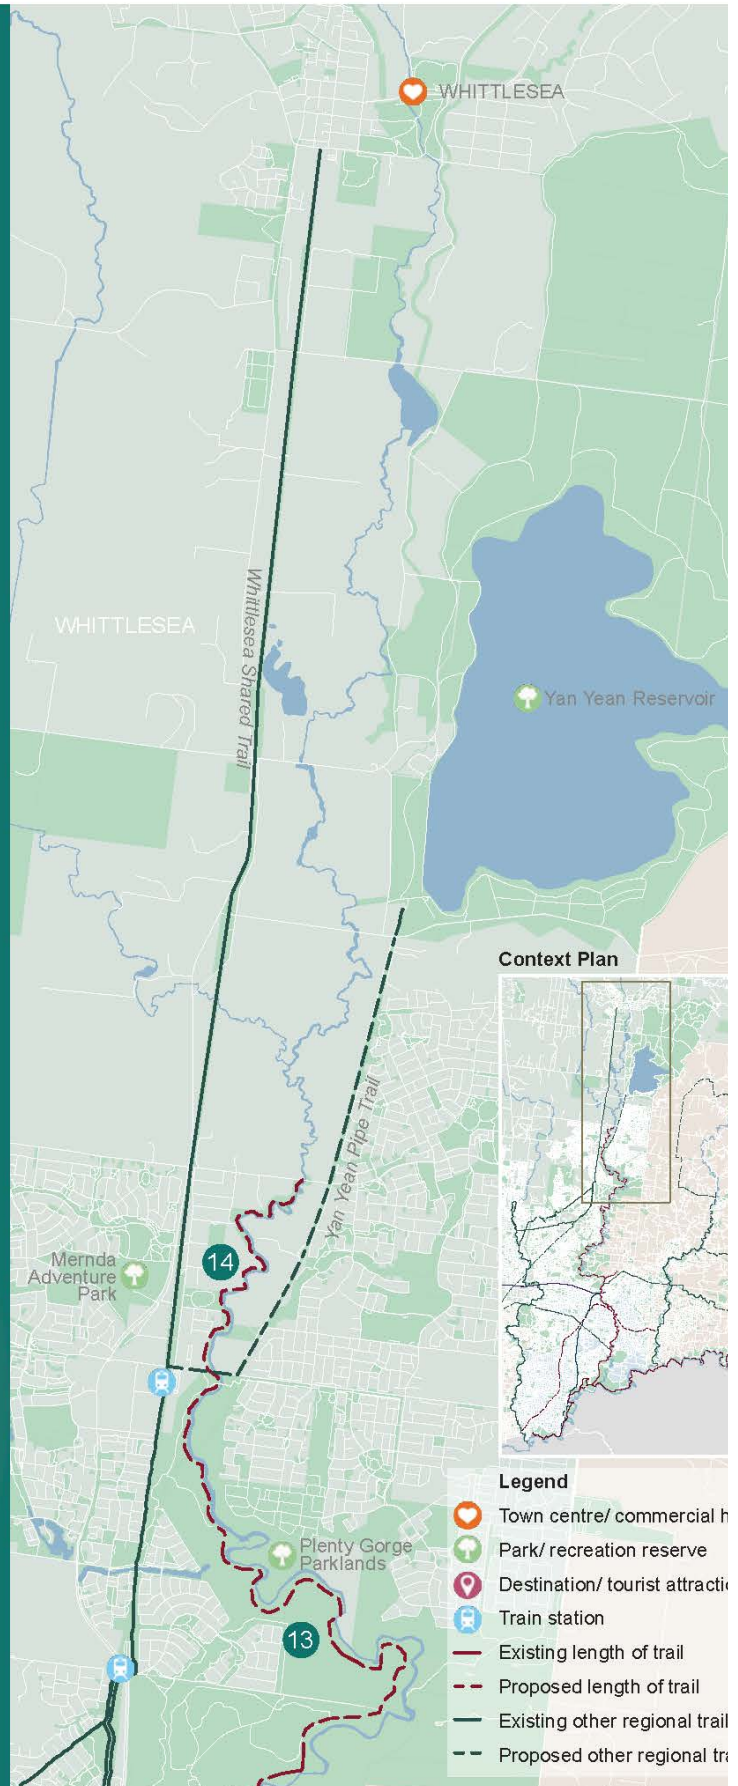 WHITTLESEA
Whittlesea Shared Trail
WHITTLESEA
Yan Yean Reservoir
Context Plan
Yan Yean Pipe Trail
14
Mernda
Adventure
Park
Plenty Gorge
Parklands
13
Legend
Town centre/ commercial h
Park/ recreation reserve
Destination/ tourist attractio
Train station
Existing length of trail
Proposed length of trail
Existing other regional trail
Proposed other regional tra